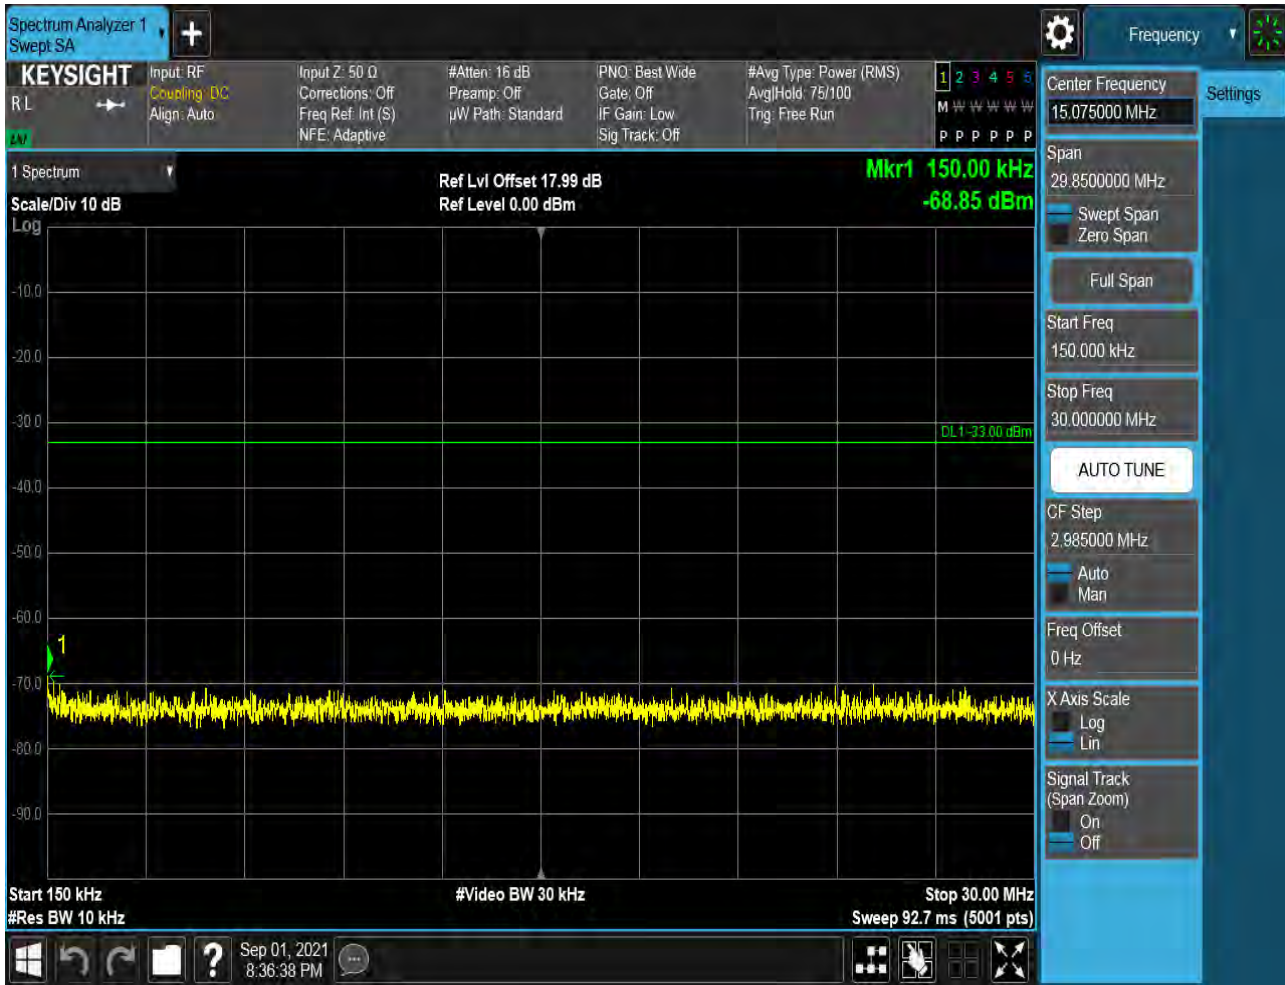 Spectrum Analyzer 1
Swept SA
Frequency
KEYSIGHT
R L
LNI
Input: RF
Coupling: DC
Align: Auto
Input Z: 50 Ω
Corrections: Off
Freq Ref: Int (S)
NFE: Adaptive
#Atten: 16 dB
Preamp: Off
µW Path: Standard
PNO: Best Wide
Gate: Off
IF Gain: Low
Sig Track: Off
#Avg Type: Power (RMS)
Avg|Hold: 75/100
Trig: Free Run
1 2 3 4 5 6
M W W W W W
P P P P P P
1 Spectrum
Scale/Div 10 dB
Log
Ref Lvl Offset 17.99 dB
Ref Level 0.00 dBm
Mkr1 150.00 kHz
-68.85 dBm
-10.0
-20.0
-30.0
DL1 -33.00 dBm
-40.0
-50.0
-60.0
1
-70.0
-80.0
-90.0
Start 150 kHz
#Res BW 10 kHz
#Video BW 30 kHz
Stop 30.00 MHz
Sweep 92.7 ms (5001 pts)
Center Frequency
15.075000 MHz
Settings
Span
29.8500000 MHz
Swept Span
Zero Span
Full Span
Start Freq
150.000 kHz
Stop Freq
30.000000 MHz
AUTO TUNE
CF Step
2.985000 MHz
Auto
Man
Freq Offset
0 Hz
X Axis Scale
Log
Lin
Signal Track
(Span Zoom)
On
Off
?
Sep 01, 2021
8:36:38 PM